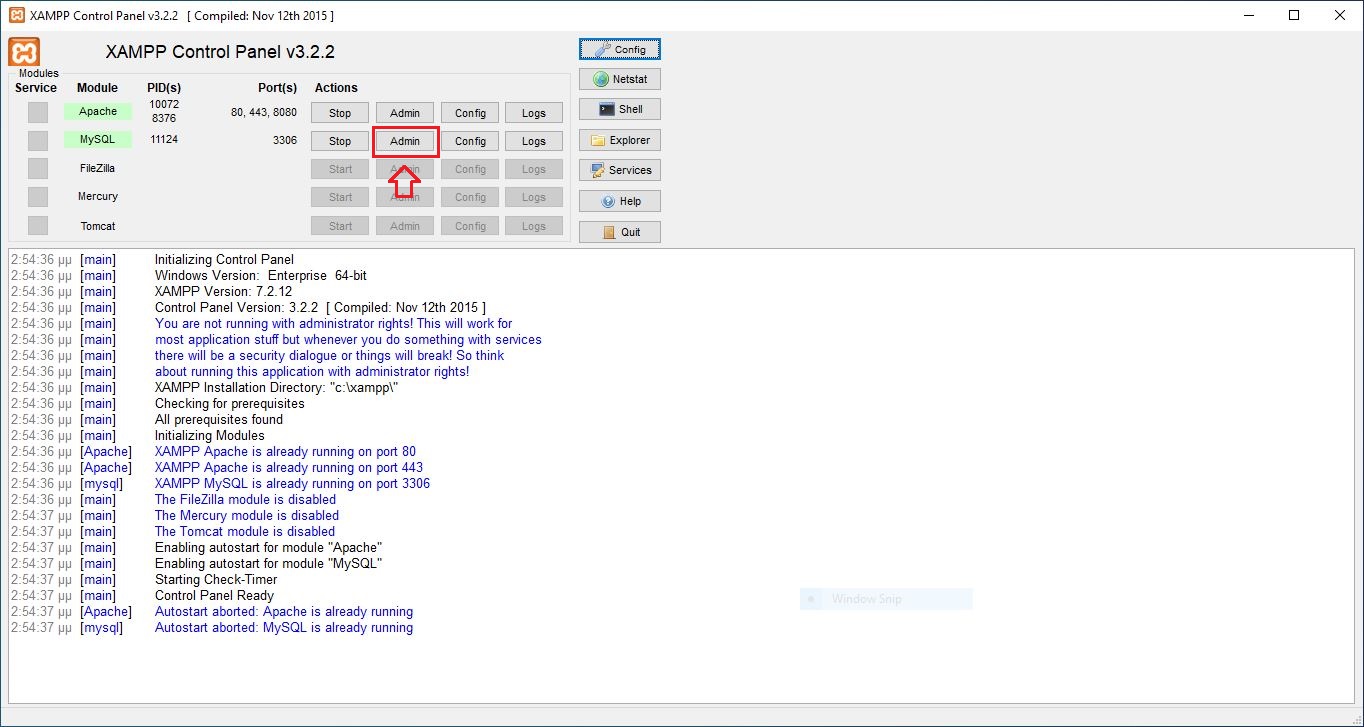 XAMPP Control Panel v3.2.2   [ Compiled: Nov 12th 2015 ]
XAMPP Control Panel v3.2.2
Config
Modules
Service Module PID(s) Port(s) Actions
Netstat
Apache 10072 8376 80, 443, 8080 Stop Admin Config Logs
Shell
MySQL 11124 3306 Stop Admin Config Logs
Explorer
FileZilla Start Admin Config Logs
Services
Mercury Start Admin Config Logs
Help
Tomcat Start Admin Config Logs
Quit
2:54:36 μμ [main] Initializing Control Panel
2:54:36 μμ [main] Windows Version:  Enterprise  64-bit
2:54:36 μμ [main] XAMPP Version: 7.2.12
2:54:36 μμ [main] Control Panel Version: 3.2.2  [ Compiled: Nov 12th 2015 ]
2:54:36 μμ [main] You are not running with administrator rights! This will work for
2:54:36 μμ [main] most application stuff but whenever you do something with services
2:54:36 μμ [main] there will be a security dialogue or things will break! So think
2:54:36 μμ [main] about running this application with administrator rights!
2:54:36 μμ [main] XAMPP Installation Directory: "c:\xampp\"
2:54:36 μμ [main] Checking for prerequisites
2:54:36 μμ [main] All prerequisites found
2:54:36 μμ [main] Initializing Modules
2:54:36 μμ [Apache] XAMPP Apache is already running on port 80
2:54:36 μμ [Apache] XAMPP Apache is already running on port 443
2:54:36 μμ [mysql] XAMPP MySQL is already running on port 3306
2:54:36 μμ [main] The FileZilla module is disabled
2:54:37 μμ [main] The Mercury module is disabled
2:54:37 μμ [main] The Tomcat module is disabled
2:54:37 μμ [main] Enabling autostart for module "Apache"
2:54:37 μμ [main] Enabling autostart for module "MySQL"
2:54:37 μμ [main] Starting Check-Timer
2:54:37 μμ [main] Control Panel Ready
Window Snip
2:54:37 μμ [Apache] Autostart aborted: Apache is already running
2:54:37 μμ [mysql] Autostart aborted: MySQL is already running